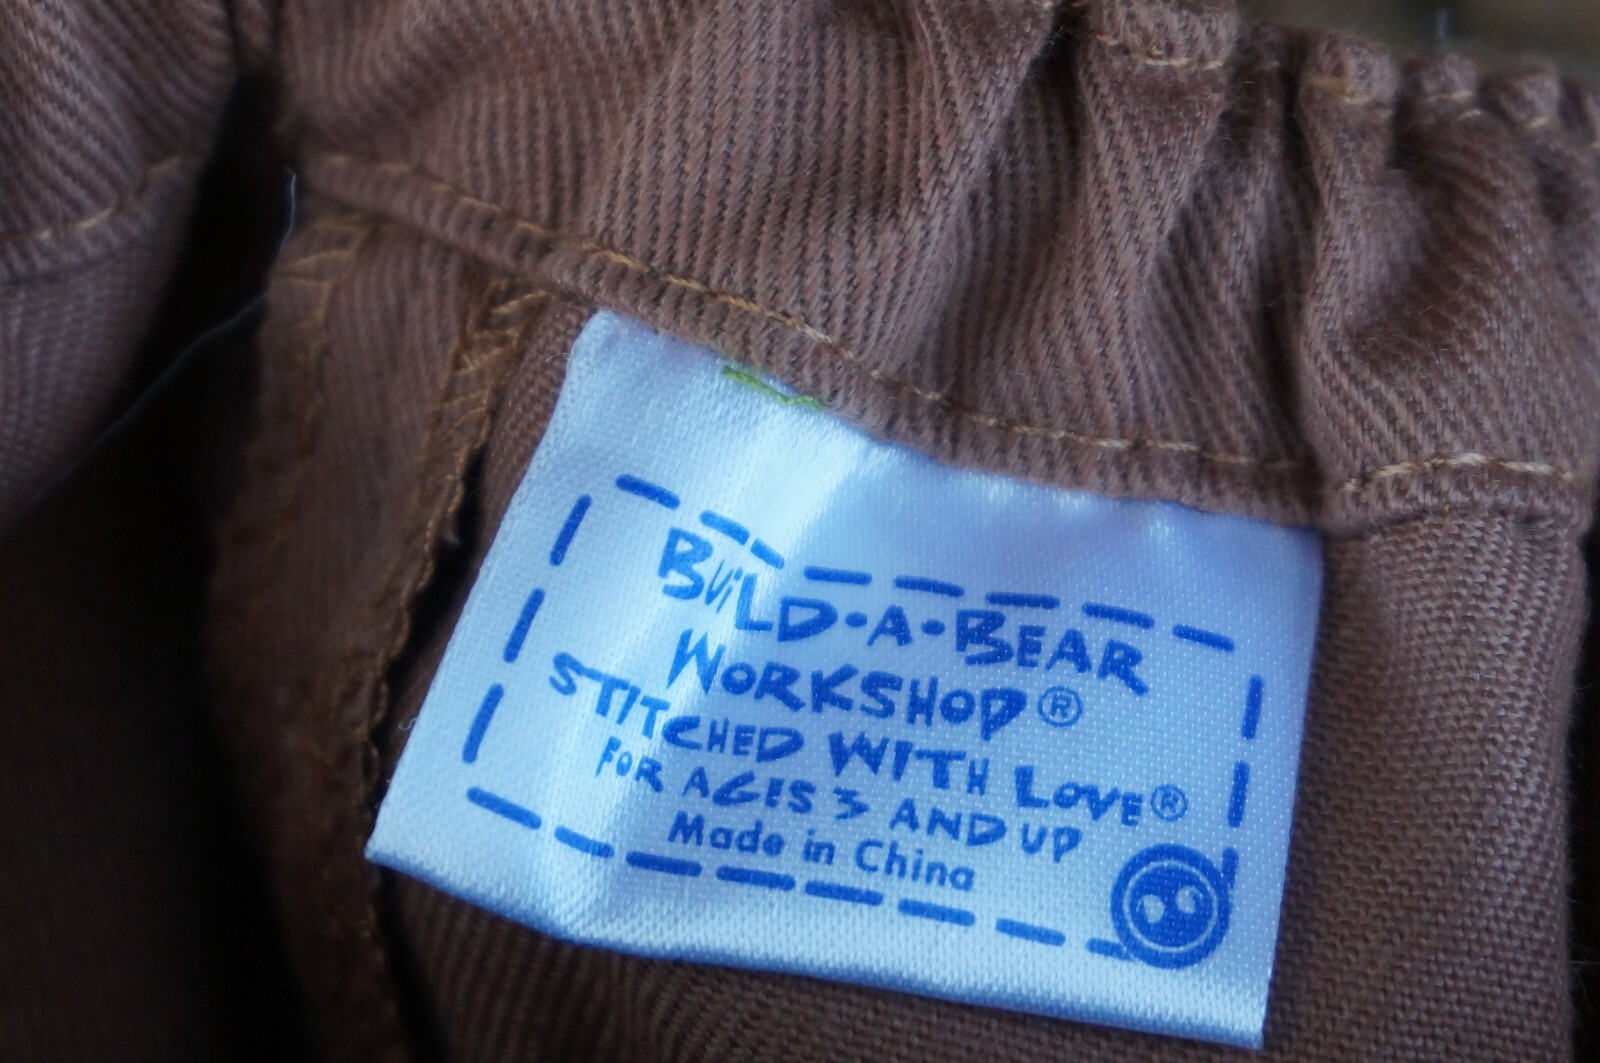 BUiLD•A•BEAR
WORKSHOP®
STITCHED WITH LOVE®
FOR AGES 3 AND UP
Made in China